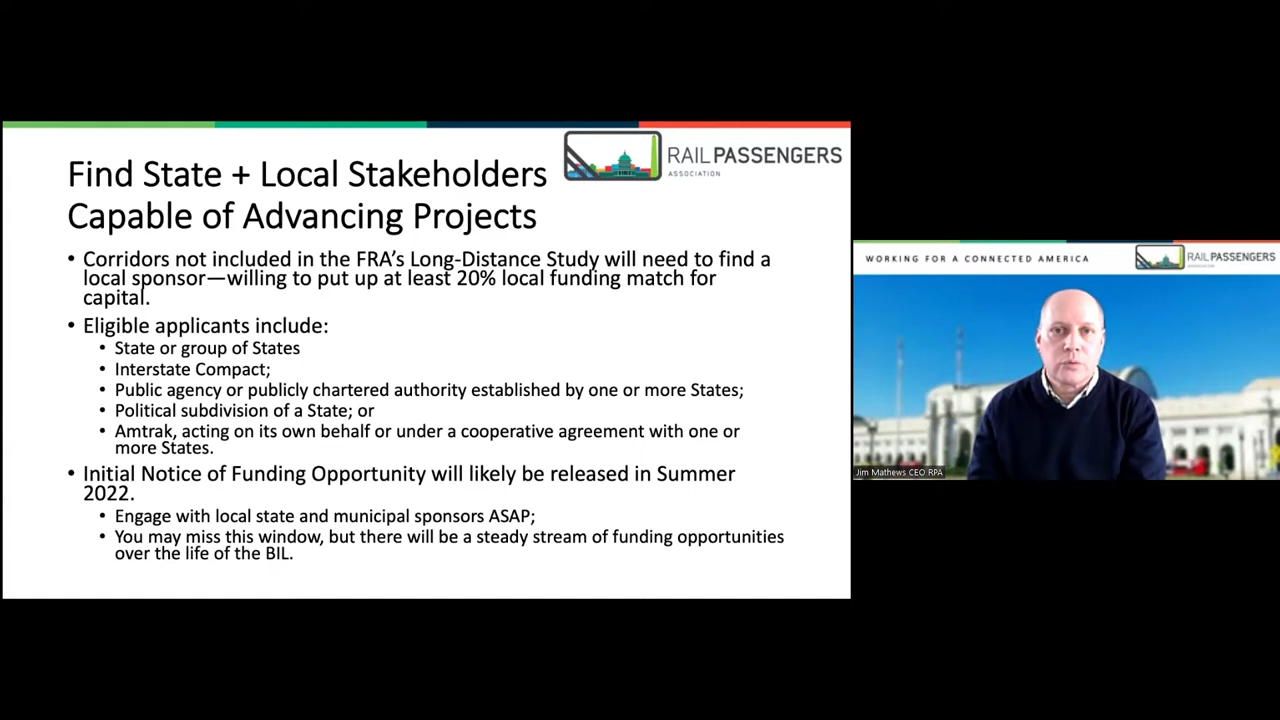 Find State + Local Stakeholders
Capable of Advancing Projects
RAILPASSENGERS
ASSOCIATION
• Corridors not included in the FRA's Long-Distance Study will need to find a
local sponsor—willing to put up at least 20% local funding match for
capital.
• Eligible applicants include:
• State or group of States
• Interstate Compact;
• Public agency or publicly chartered authority established by one or more States;
• Political subdivision of a State; or
• Amtrak, acting on its own behalf or under a cooperative agreement with one or
more States.
• Initial Notice of Funding Opportunity will likely be released in Summer
2022.
• Engage with local state and municipal sponsors ASAP;
• You may miss this window, but there will be a steady stream of funding opportunities
over the life of the BIL.
WORKING FOR A CONNECTED AMERICA
RAILPASSENGERS
ASSOCIATION
Jim Mathews CEO RPA